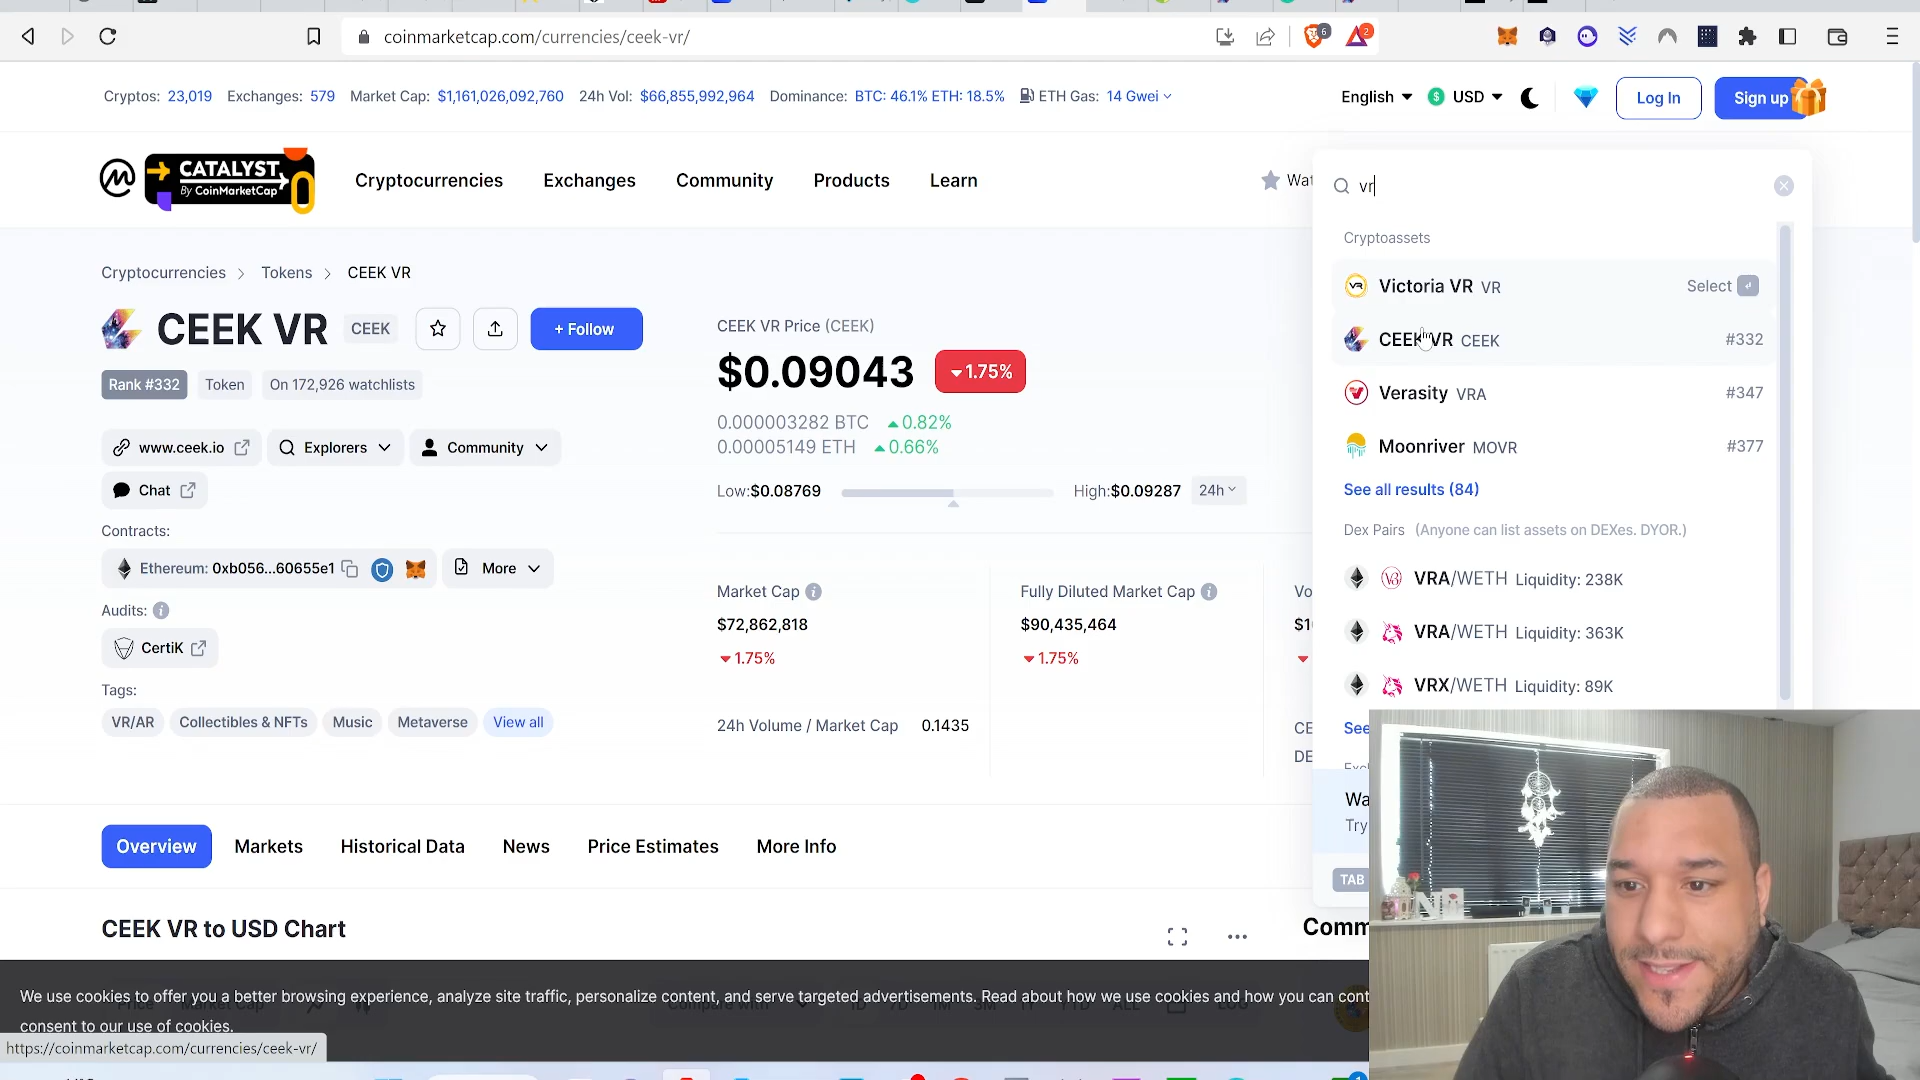 coinmarketcap.com/currencies/ceek-vr/
6
2
Cryptos: 23,019 Exchanges: 579 Market Cap: $1,161,026,092,760 24h Vol: $66,855,992,964 Dominance: BTC: 46.1% ETH: 18.5% ETH Gas: 14 Gwei
English $ USD Log In Sign up
CATALYST
By CoinMarketCap
Cryptocurrencies Exchanges Community Products Learn
Wat
vr
Cryptoassets
Victoria VR VR Select
CEEK VR CEEK #332
Verasity VRA #347
Moonriver MOVR #377
See all results (84)
Dex Pairs (Anyone can list assets on DEXes. DYOR.)
VRA/WETH Liquidity: 238K
VRA/WETH Liquidity: 363K
VRX/WETH Liquidity: 89K
See
Wa
Try
TAB
Cryptocurrencies > Tokens > CEEK VR
CEEK VR CEEK + Follow
Rank #332 Token On 172,926 watchlists
www.ceek.io Explorers Community
Chat
Contracts:
Ethereum: 0xb056...60655e1 More
Audits:
CertiK
Tags:
VR/AR Collectibles & NFTs Music Metaverse View all
CEEK VR Price (CEEK)
$0.09043 1.75%
0.000003282 BTC 0.82%
0.00005149 ETH 0.66%
Low:$0.08769 High:$0.09287 24h
Market Cap
$72,862,818
1.75%
24h Volume / Market Cap 0.1435
Fully Diluted Market Cap
$90,435,464
1.75%
Vo
$1
CE
DE
Overview Markets Historical Data News Price Estimates More Info
CEEK VR to USD Chart
Comm
We use cookies to offer you a better browsing experience, analyze site traffic, personalize content, and serve targeted advertisements. Read about how we use cookies and how you can cont
consent to our use of cookies.
https://coinmarketcap.com/currencies/ceek-vr/